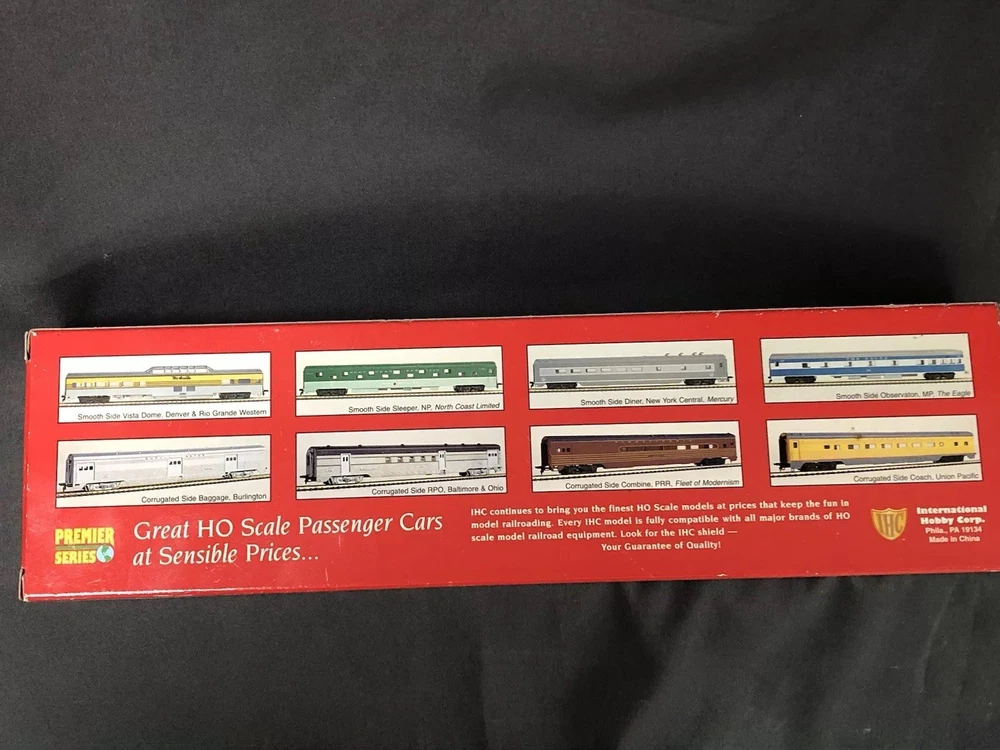 Smooth Side Vista Dome, Denver & Rio Grande Western
Smooth Side Sleeper, NP, North Coast Limited
Smooth Side Diner, New York Central, Mercury
Smooth Side Observaton, MP, The Eagle
Corrugated Side Baggage, Burlington
Corrugated Side RPO, Baltimore & Ohio
Corrugated Side Combine, PRR, Fleet of Modernism
Corrugated Side Coach, Union Pacific
PREMIER
SERIES
Great HO Scale Passenger Cars
at Sensible Prices...
IHC continues to bring you the finest HO Scale models at prices that keep the fun in
model railroading. Every IHC model is fully compatible with all major brands of HO
scale model railroad equipment. Look for the IHC shield —
Your Guarantee of Quality!
IHC
International
Hobby Corp.
Phila., PA 19134
Made in China